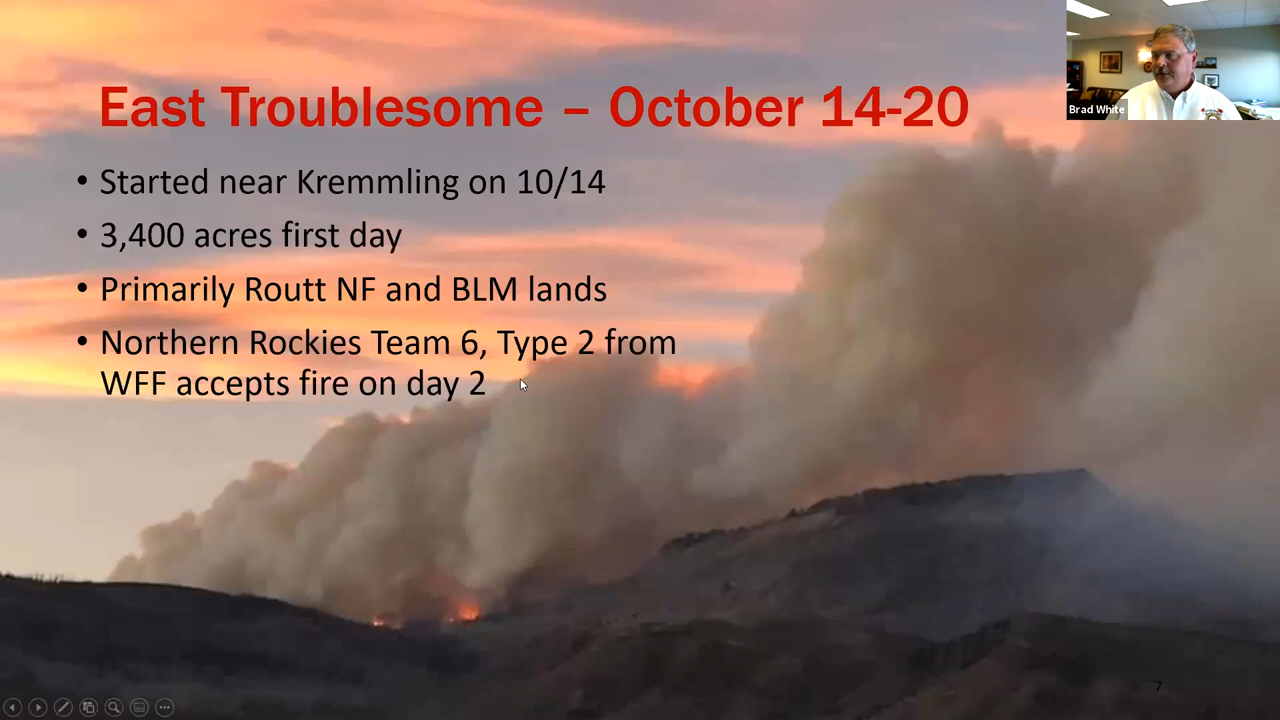 East Troublesome – October 14-20
Brad White
• Started near Kremmling on 10/14
• 3,400 acres first day
• Primarily Routt NF and BLM lands
• Northern Rockies Team 6, Type 2 from
WFF accepts fire on day 2
7